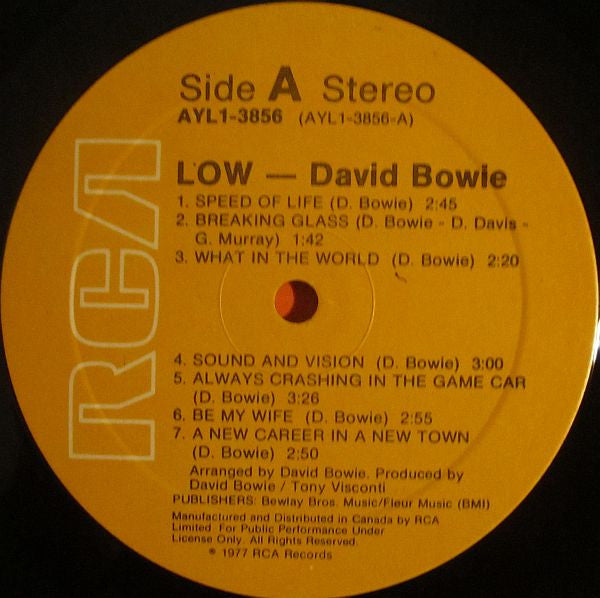 Side A Stereo
AYL1-3856 (AYL1-3856-A)
RCA
LOW — David Bowie
1. SPEED OF LIFE (D. Bowie) 2:45
2. BREAKING GLASS (D. Bowie - D. Davis -
G. Murray) 1:42
3. WHAT IN THE WORLD (D. Bowie) 2:20
4. SOUND AND VISION (D. Bowie) 3:00
5. ALWAYS CRASHING IN THE GAME CAR
(D. Bowie) 3:26
6. BE MY WIFE (D. Bowie) 2:55
7. A NEW CAREER IN A NEW TOWN
(D. Bowie) 2:50
Arranged by David Bowie. Produced by
David Bowie / Tony Visconti
PUBLISHERS: Bewlay Bros. Music/Fleur Music (BMI)
Manufactured and Distributed in Canada by RCA
Limited For Public Performance Under
License Only. All Rights Reserved.
℗ 1977 RCA Records